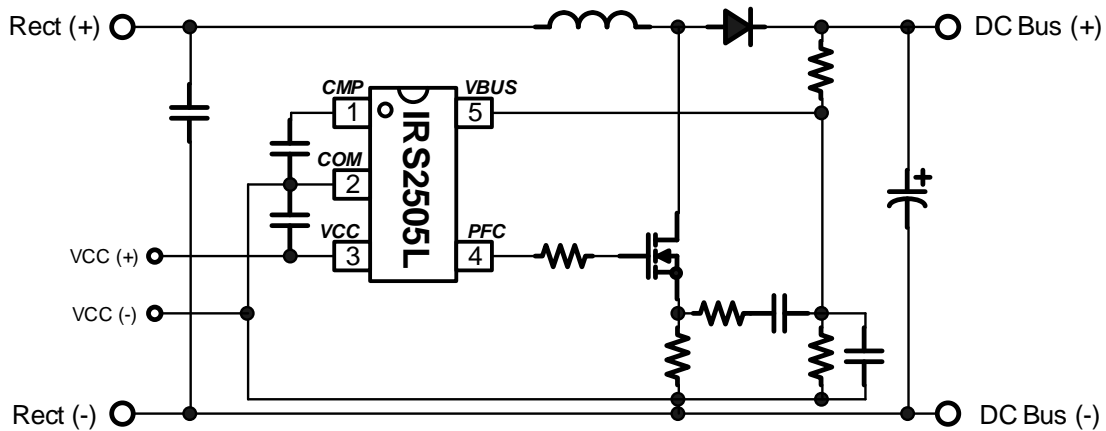 Rect (+)
DC Bus (+)
CMP
VBUS
1
5
IRS2505L
COM
2
VCC
PFC
3
4
VCC (+)
VCC (-)
+
Rect (-)
DC Bus (-)